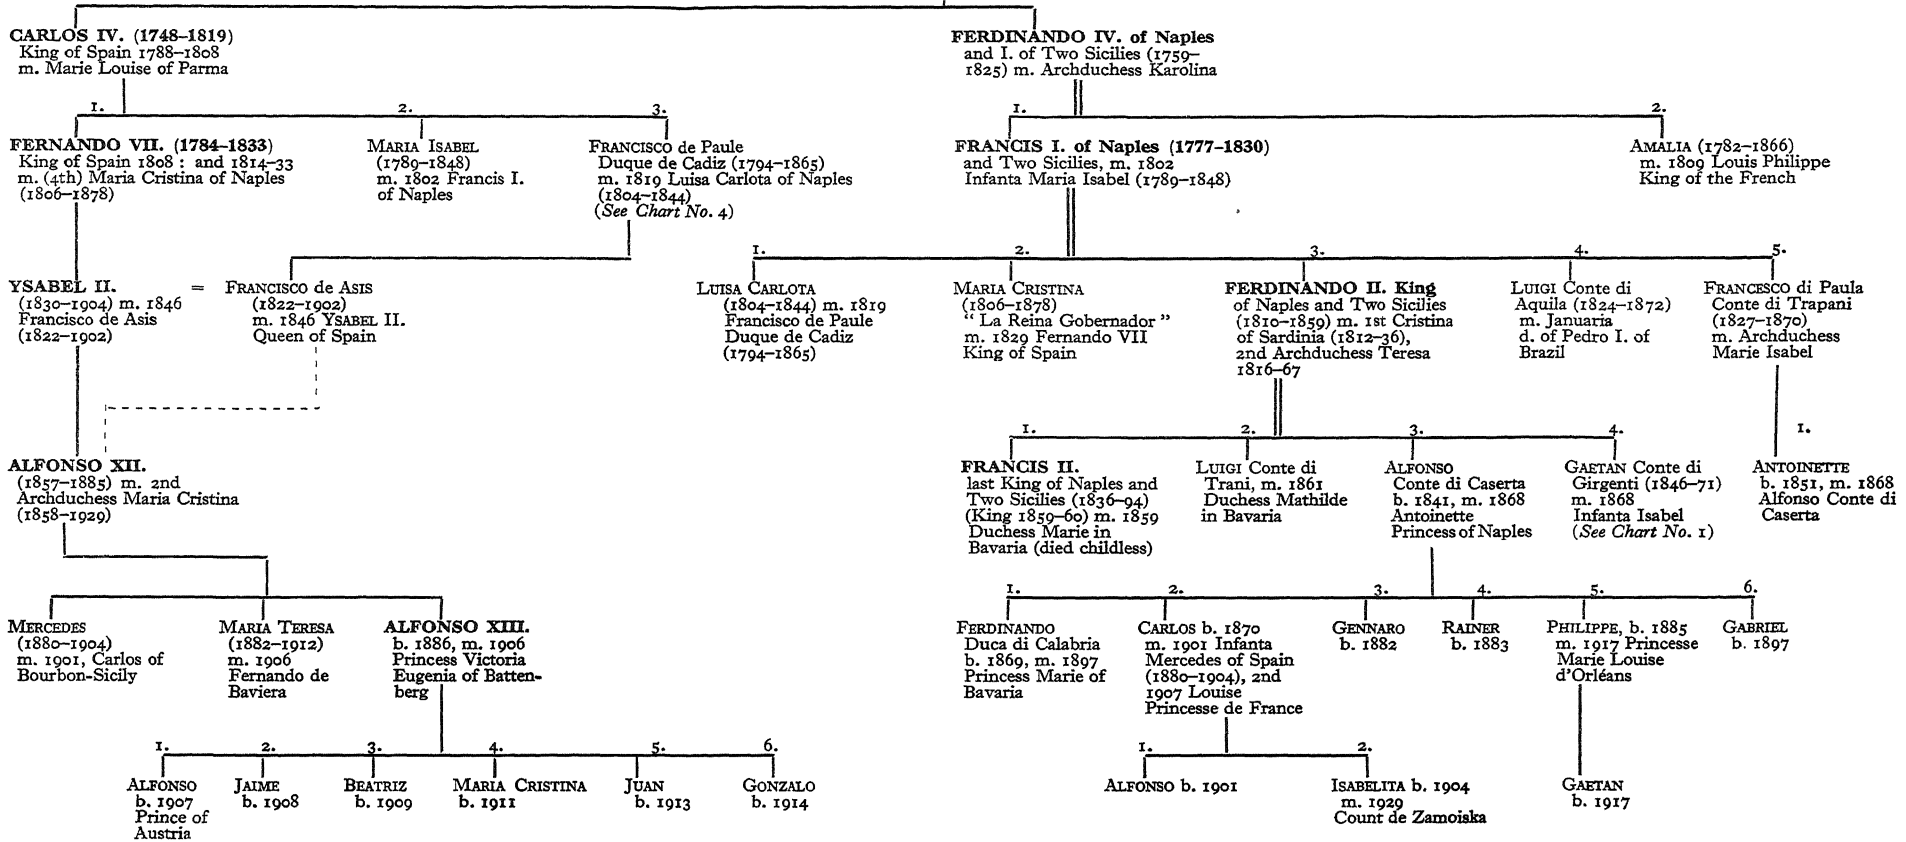 CARLOS IV. (1748–1819)
King of Spain 1788–1808
m. Marie Louise of Parma
FERDINANDO IV. of Naples
and I. of Two Sicilies (1759–
1825) m. Archduchess Karolina
1.
2.
3.
1.
2.
FERNANDO VII. (1784–1833)
King of Spain 1808 : and 1814–33
m. (4th) Maria Cristina of Naples
(1806–1878)
MARIA ISABEL
(1789–1848)
m. 1802 Francis I.
of Naples
FRANCISCO de Paule
Duque de Cadiz (1794–1865)
m. 1819 Luisa Carlota of Naples
(1804–1844)
(See Chart No. 4)
FRANCIS I. of Naples (1777–1830)
and Two Sicilies, m. 1802
Infanta Maria Isabel (1789–1848)
AMALIA (1782–1866)
m. 1809 Louis Philippe
King of the French
1.
2.
3.
4.
5.
YSABEL II.
(1830–1904) m. 1846
Francisco de Asis
(1822–1902)
=
FRANCISCO de ASIS
(1822–1902)
m. 1846 YSABEL II.
Queen of Spain
LUISA CARLOTA
(1804–1844) m. 1819
Francisco de Paule
Duque de Cadiz
(1794–1865)
MARIA CRISTINA
(1806–1878)
“ La Reina Gobernador ”
m. 1829 Fernando VII
King of Spain
FERDINANDO II. King
of Naples and Two Sicilies
(1810–1859) m. 1st Cristina
of Sardinia (1812–36),
2nd Archduchess Teresa
1816–67
LUIGI Conte di
Aquila (1824–1872)
m. Januaria
d. of Pedro I. of
Brazil
FRANCESCO di Paula
Conte di Trapani
(1827–1870)
m. Archduchess
Marie Isabel
1.
2.
3.
4.
1.
ALFONSO XII.
(1857–1885) m. 2nd
Archduchess Maria Cristina
(1858–1929)
FRANCIS II.
last King of Naples and
Two Sicilies (1836–94)
(King 1859–60) m. 1859
Duchess Marie in
Bavaria (died childless)
LUIGI Conte di
Trani, m. 1861
Duchess Mathilde
in Bavaria
ALFONSO
Conte di Caserta
b. 1841, m. 1868
Antoinette
Princess of Naples
GAETAN Conte di
Girgenti (1846–71)
m. 1868
Infanta Isabel
(See Chart No. 1)
ANTOINETTE
b. 1851, m. 1868
Alfonso Conte di
Caserta
1.
2.
3.
4.
5.
6.
MERCEDES
(1880–1904)
m. 1901, Carlos of
Bourbon-Sicily
MARIA TERESA
(1882–1912)
m. 1906
Fernando de
Baviera
ALFONSO XIII.
b. 1886, m. 1906
Princess Victoria
Eugenia of Batten-
berg
FERDINANDO
Duca di Calabria
b. 1869, m. 1897
Princess Marie of
Bavaria
CARLOS b. 1870
m. 1901 Infanta
Mercedes of Spain
(1880–1904), 2nd
1907 Louise
Princesse de France
GENNARO
b. 1882
RAINER
b. 1883
PHILIPPE, b. 1885
m. 1917 Princesse
Marie Louise
d'Orléans
GABRIEL
b. 1897
1.
2.
3.
4.
5.
6.
1.
2.
ALFONSO
b. 1907
Prince of
Austria
JAIME
b. 1908
BEATRIZ
b. 1909
MARIA CRISTINA
b. 1911
JUAN
b. 1913
GONZALO
b. 1914
ALFONSO b. 1901
ISABELITA b. 1904
m. 1929
Count de Zamoiska
GAETAN
b. 1917